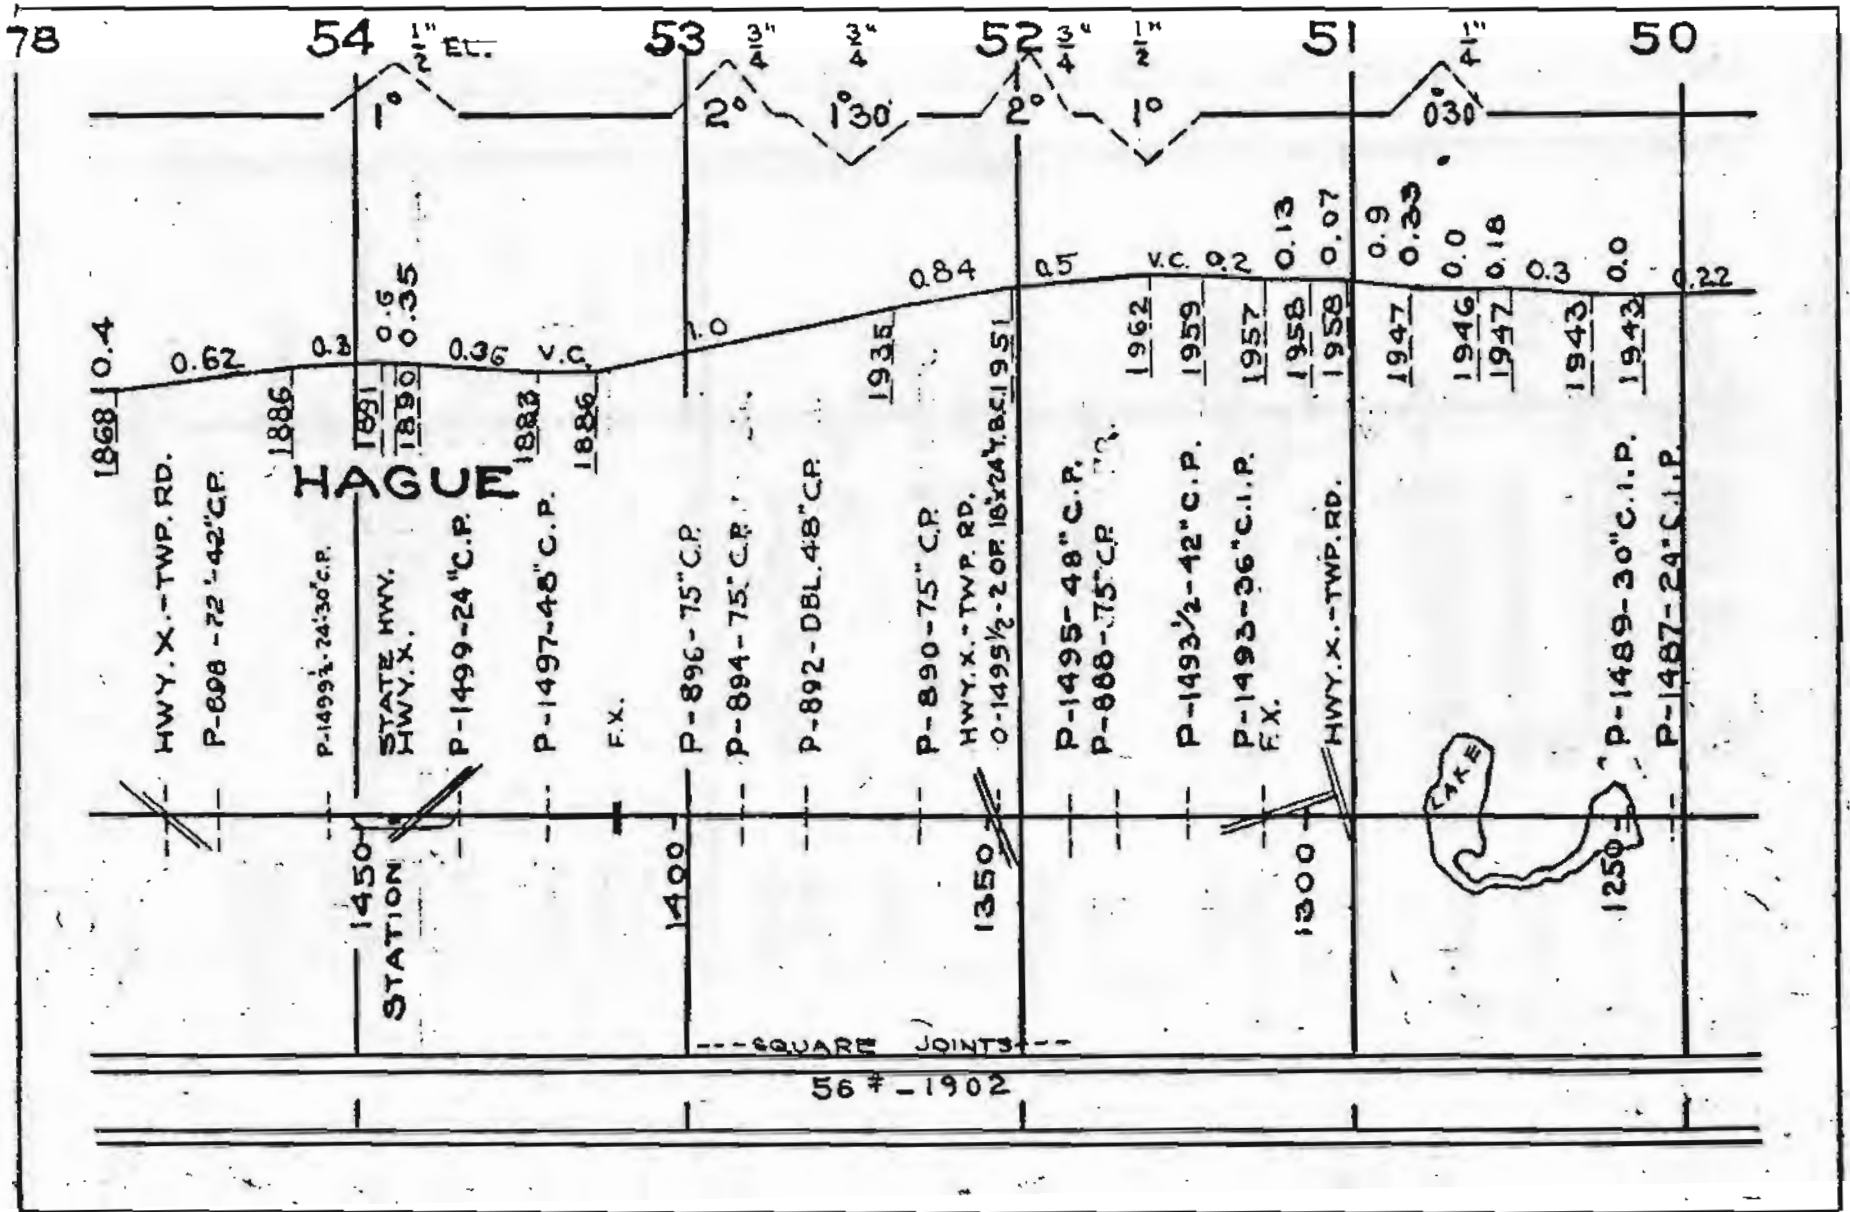 78
54
1/2" EL.
53
3/4"
3/4"
52
3/4"
1/2"
51
1/4"
50
1°
2°
1°30'
2°
1°
0°30'
0.4
0.62
0.3
0.6
0.35
0.36
V.C.
1.0
0.84
0.5
V.C.
0.2
0.13
0.07
0.9
0.33
0.0
0.18
0.3
0.0
0.22
1868
1886
1891
1890
1883
1886
1935
1951
1962
1959
1957
1958
1958
1947
1946
1947
1943
1943
HAGUE
HWY. X.-TWP. RD.
P-898-72'-42"C.P.
P-1499½-24'-30"C.P.
STATE HWY.
HWY. X.
P-1499-24"C.P.
P-1497-48"C.P.
F.X.
P-896-75"C.P.
P-894-75"C.P.
P-892-DBL.48"C.P.
P-890-75"C.P.
HWY. X.-TWP. RD.
0-1495½-2 OP. 18"x24"T.B.C.
P-1495-48"C.P.
P-888-75"C.P.
P-1493½-42"C.P.
P-1493-36"C.I.P.
F.X.
HWY. X.-TWP. RD.
P-1489-30"C.I.P.
P-1487-24"C.I.P.
LAKE
1450
STATION
1400
1350
1300
1250
---SQUARE JOINTS---
56#-1902